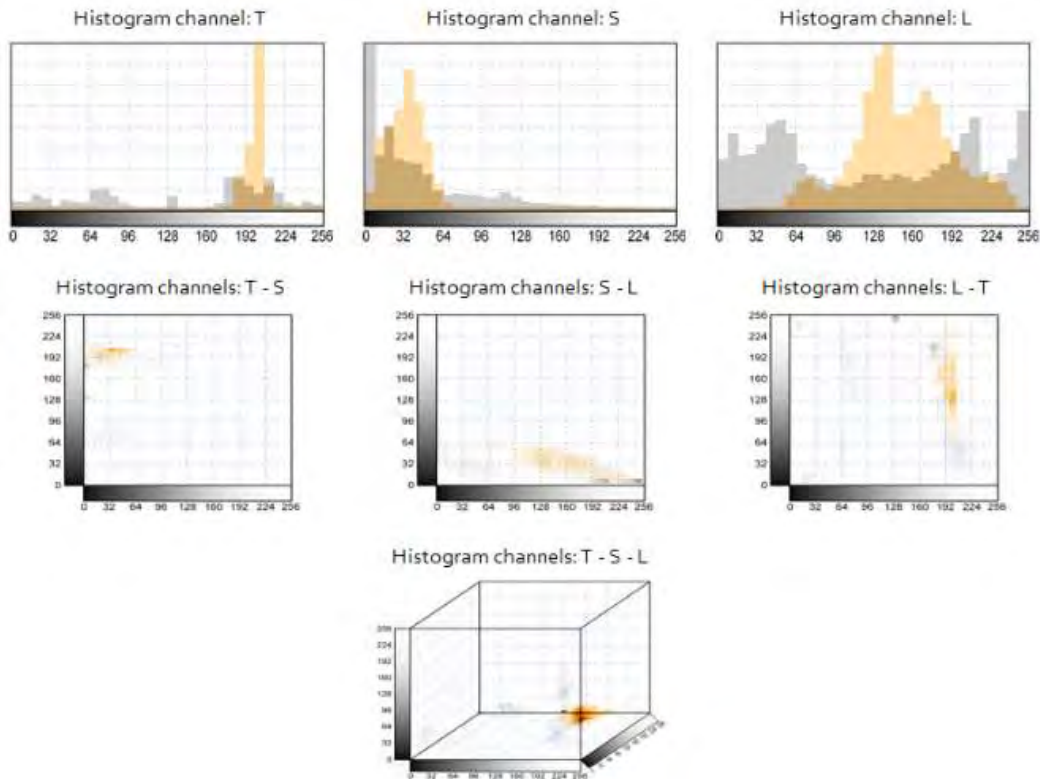 Histogram channel: T
Histogram channel: S
Histogram channel: L
0 32 64 96 128 160 192 224 256
0 32 64 96 128 160 192 224 256
0 32 64 96 128 160 192 224 256
Histogram channels: T - S
Histogram channels: S - L
Histogram channels: L - T
256
224
192
160
128
96
64
32
0
0 32 64 96 128 160 192 224 256
256
224
192
160
128
96
64
32
0
0 32 64 96 128 160 192 224 256
256
224
192
160
128
96
64
32
0
0 32 64 96 128 160 192 224 256
Histogram channels: T - S - L
256
224
192
160
128
96
64
32
0
0 32 64 96 128 160 192 224 256